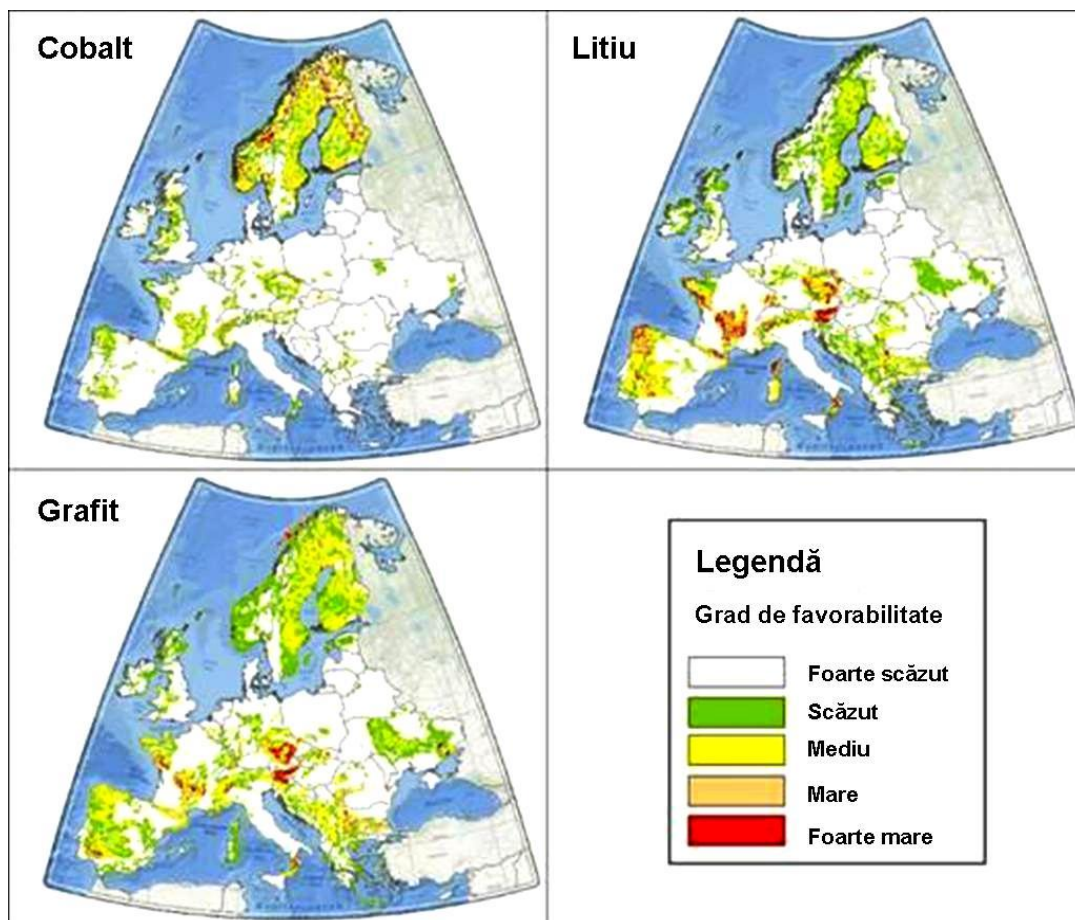 Cobalt
Litiu
Grafit
Legendă
Grad de favorabilitate
Foarte scăzut
Scăzut
Mediu
Mare
Foarte mare